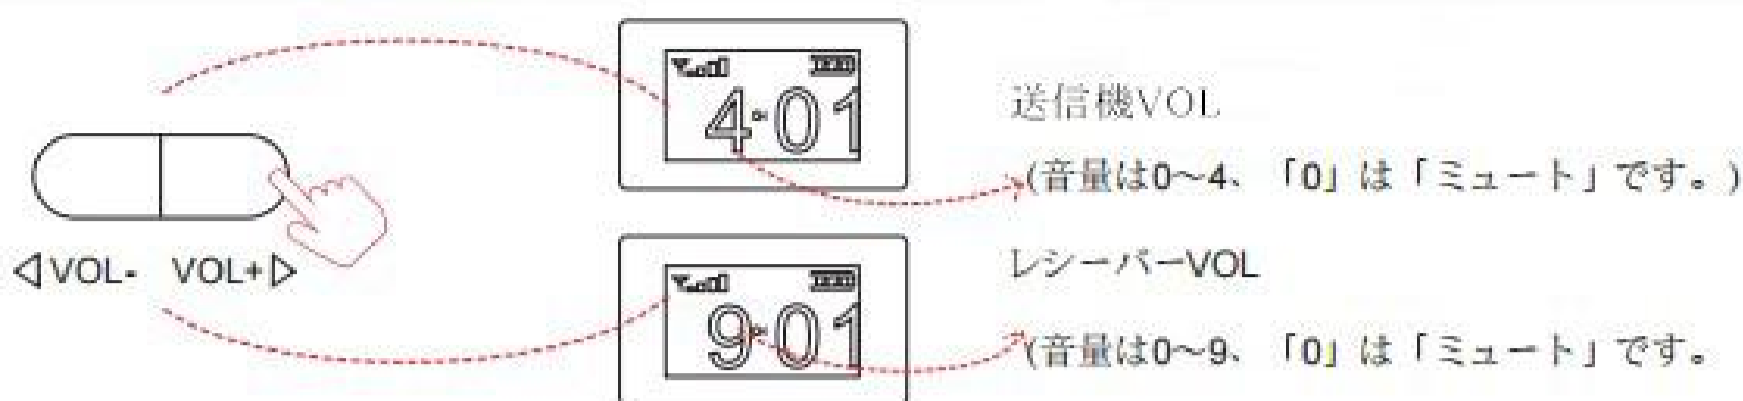 4 01
送信機VOL
(音量は0～4、「0」は「ミュート」です。)
◁VOL- VOL+▷
レシーバーVOL
9 01
(音量は0～9、「0」は「ミュート」です。